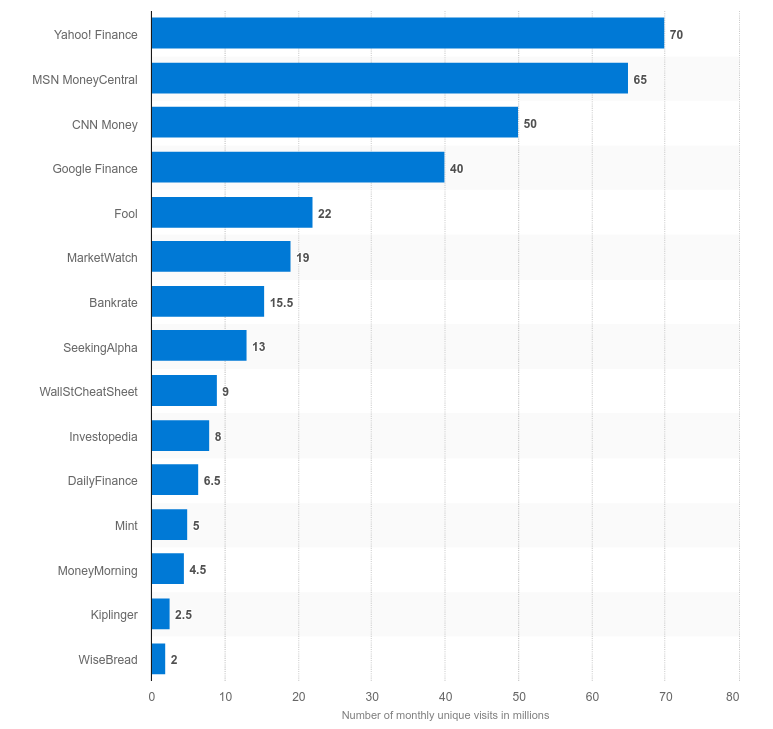 Yahoo! Finance 70
MSN MoneyCentral 65
CNN Money 50
Google Finance 40
Fool 22
MarketWatch 19
Bankrate 15.5
SeekingAlpha 13
WallStCheatSheet 9
Investopedia 8
DailyFinance 6.5
Mint 5
MoneyMorning 4.5
Kiplinger 2.5
WiseBread 2
0 10 20 30 40 50 60 70 80
Number of monthly unique visits in millions